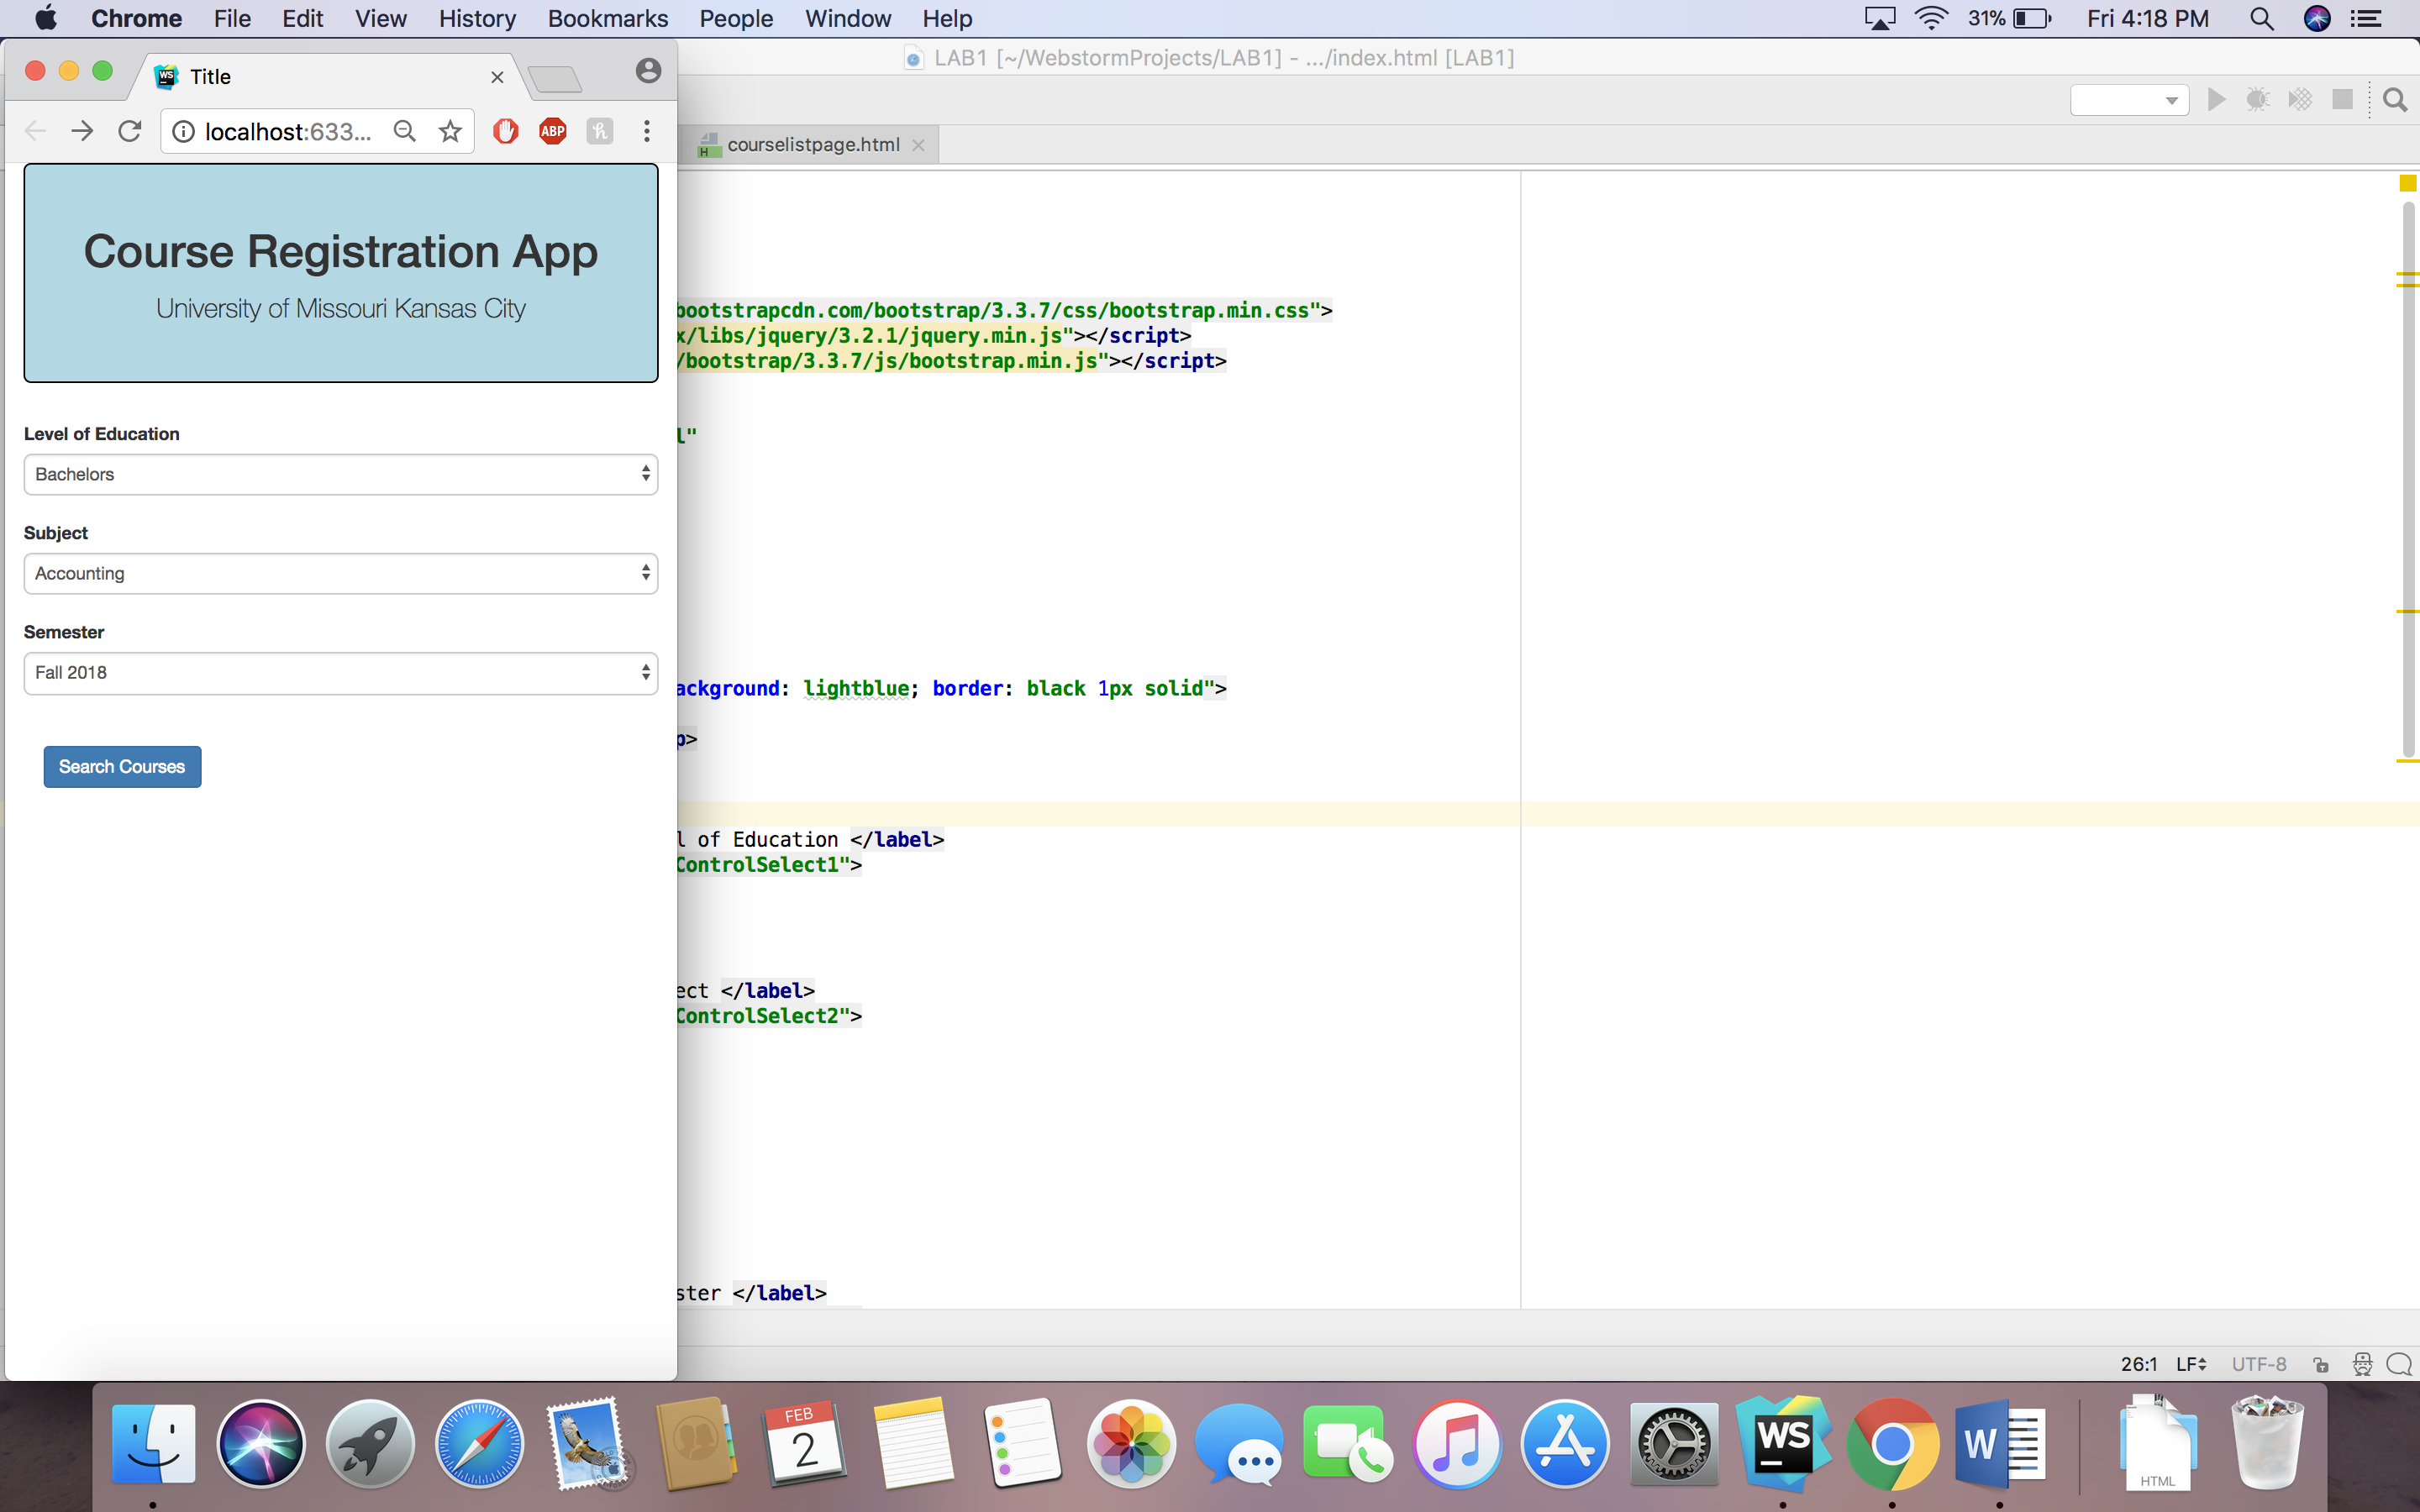 Chrome File Edit View History Bookmarks People Window Help 31% Fri 4:18 PM
LAB1 [~/WebstormProjects/LAB1] - .../index.html [LAB1]
WS Title
localhost:633... ABP h
H courselistpage.html
Course Registration App
University of Missouri Kansas City
Level of Education
Bachelors
Subject
Accounting
Semester
Fall 2018
Search Courses
bootstrapcdn.com/bootstrap/3.3.7/css/bootstrap.min.css">
x/libs/jquery/3.2.1/jquery.min.js"></script>
/bootstrap/3.3.7/js/bootstrap.min.js"></script>
l"
ackground: lightblue; border: black 1px solid">
p>
l of Education </label>
ControlSelect1">
ect </label>
ControlSelect2">
ster </label>
26:1 LF UTF-8
FEB
2
WS
W
HTML